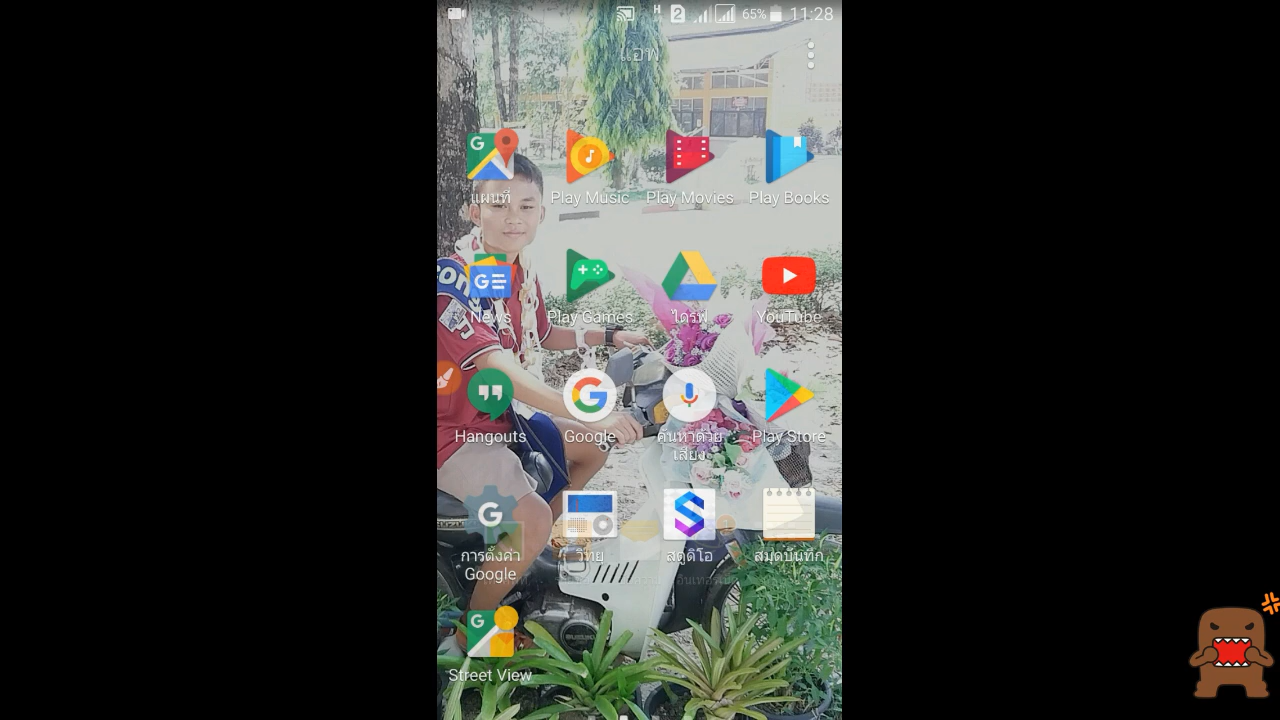 H 2 65% 11:28
แอพ
แผนที่ Play Music Play Movies Play Books
News Play Games ไดรฟ์ YouTube
Hangouts Google ค้นหาด้วย Play Store
เสียง
การตั้งค่า วิทยุ สตูดิโอ สมุดบันทึก
Google
Street View